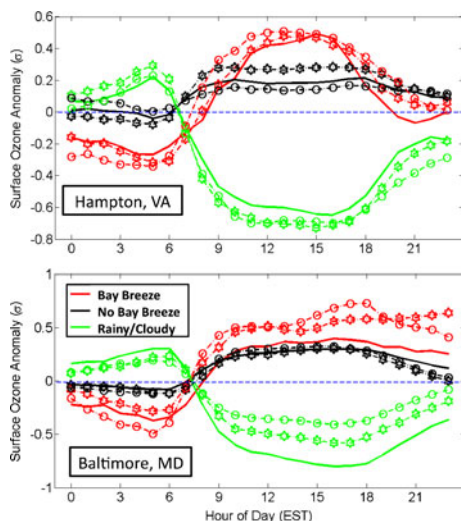 Surface Ozone Anomaly (σ)
0.6
0.4
0.2
0
-0.2
-0.4
-0.6
-0.8
Hampton, VA
0 3 6 9 12 15 18 21
Surface Ozone Anomaly (σ)
1
0.5
0
-0.5
-1
Bay Breeze
No Bay Breeze
Rainy/Cloudy
Baltimore, MD
0 3 6 9 12 15 18 21
Hour of Day (EST)